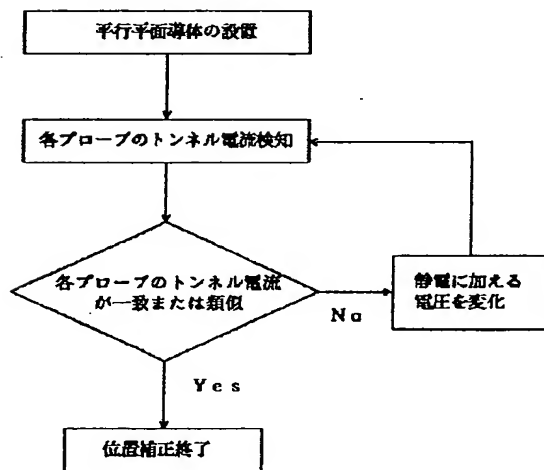 平行平面導体の設置
各プローブのトンネル電流検知
各プローブのトンネル電流
が一致または類似
静電に加える
電圧を変化
No
Yes
位置補正終了